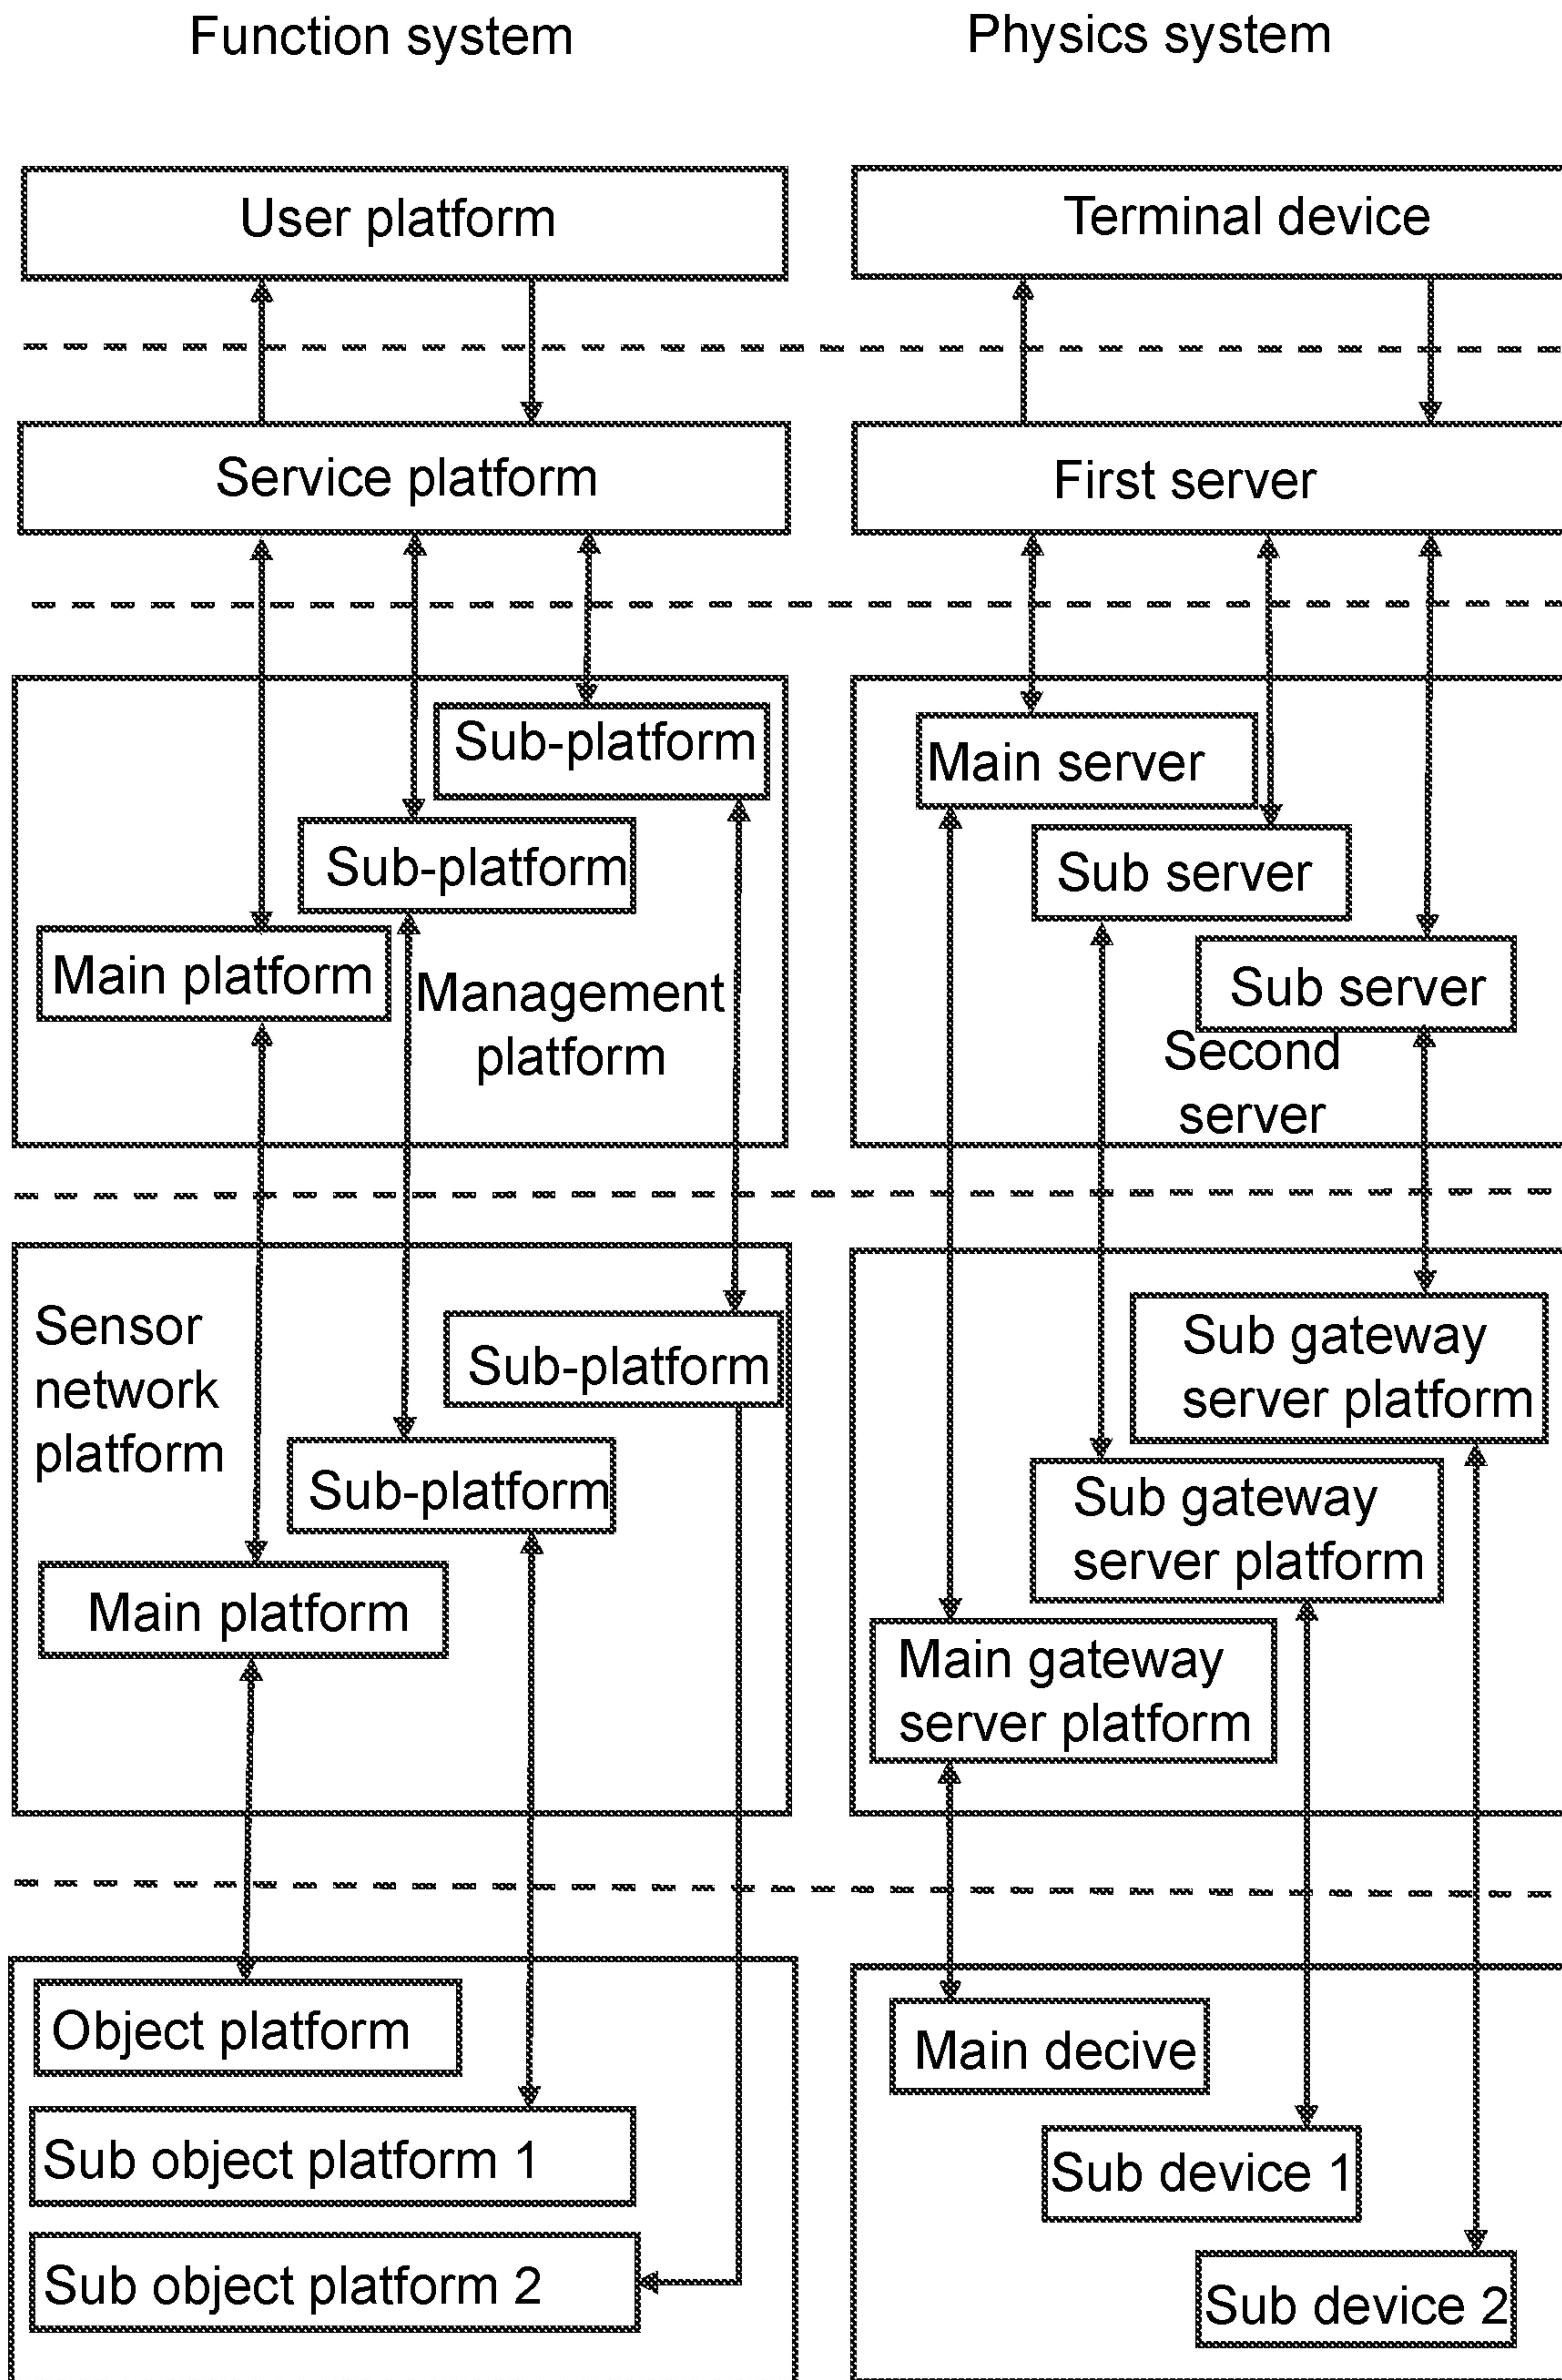 Function system
Physics system
User platform
Terminal device
Service platform
First server
Sub-platform
Sub-platform
Main platform
Management
platform
Main server
Sub server
Sub server
Second
server
Sensor
network
platform
Sub-platform
Sub-platform
Main platform
Sub gateway
server platform
Sub gateway
server platform
Main gateway
server platform
Object platform
Sub object platform 1
Sub object platform 2
Main decive
Sub device 1
Sub device 2